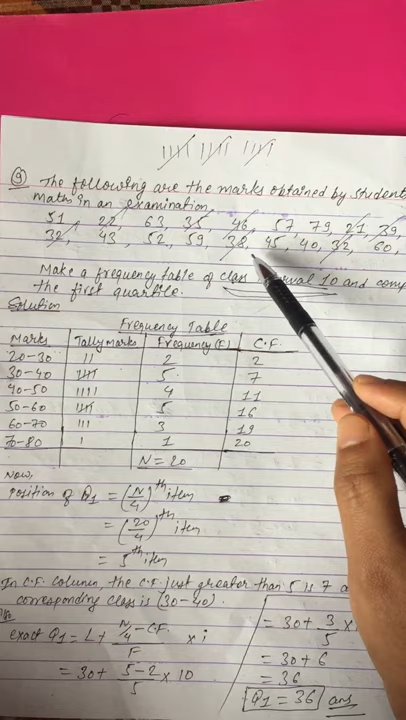 ⑨ The following are the marks obtained by students
maths in an examination
51 22, 63, 35, 46, 57, 79, 21, 39,
32, 43, 52, 59, 38, 45, 40, 32, 60,
Make a frequency table of class interval 10 and
the first quartile.
Solution
Frequency Table
Marks Tally marks Frequency (F) C.F.
20-30 || 2 2
30-40 5 7
40-50 |||| 4 11
50-60 5 16
60-70 ||| 3 19
70-80 | 1 20
N = 20
Now,
position of Q1 = (N/4)th item
= (20/4)th item
= 5th item
In C.F. column, the C.F. just greater than 5 is 7
corresponding class is (30-40).
exact Q1 = L + (N/4 - CF)/F × i
= 30 + (5-2)/5 × 10
= 30 + 3/5 ×
= 30 + 6
= 36
Q1 = 36 ans